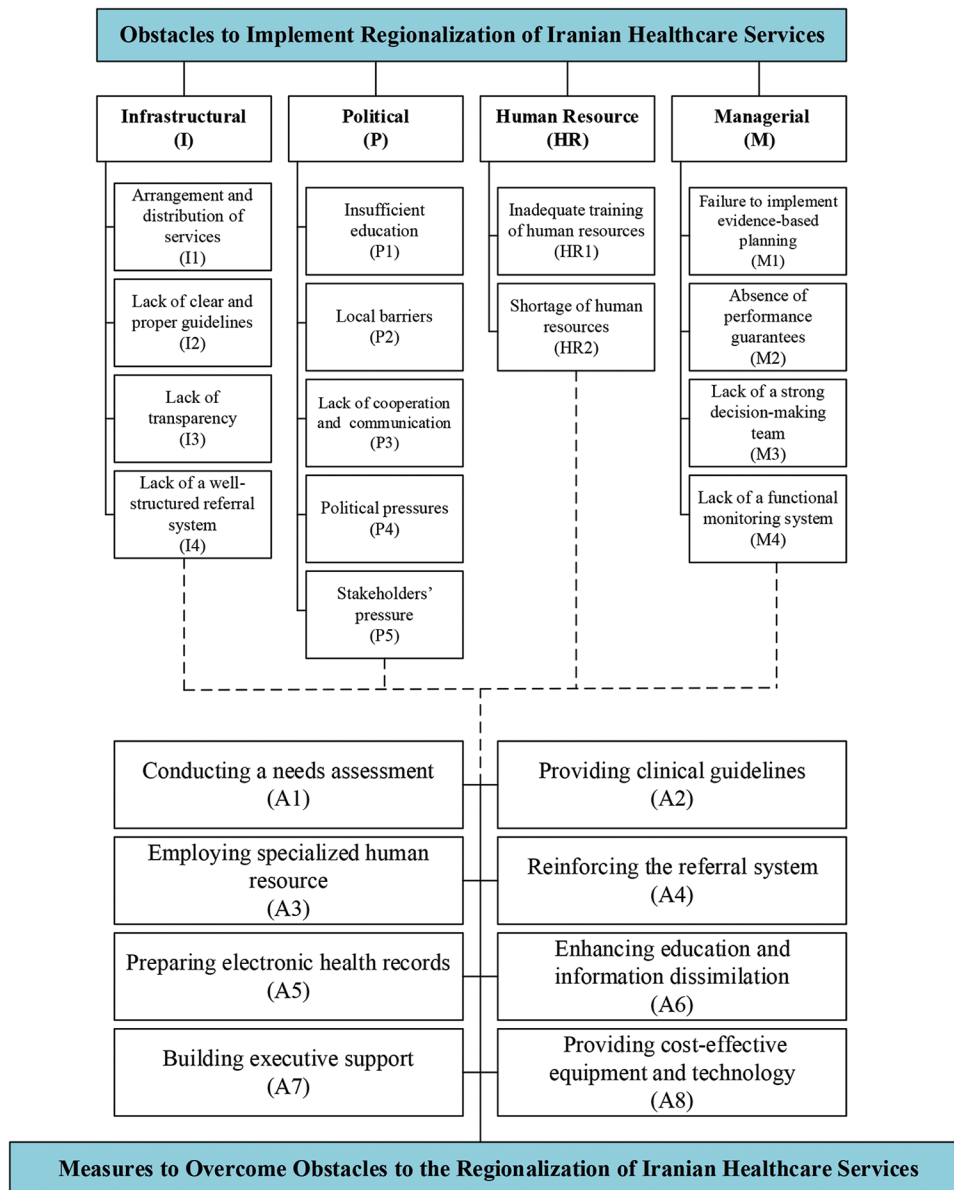 Obstacles to Implement Regionalization of Iranian Healthcare Services
Infrastructural
(I)
Arrangement and
distribution of
services
(I1)
Lack of clear and
proper guidelines
(I2)
Lack of
transparency
(I3)
Lack of a well-
structured referral
system
(I4)
Political
(P)
Insufficient
education
(P1)
Local barriers
(P2)
Lack of cooperation
and communication
(P3)
Political pressures
(P4)
Stakeholders’
pressure
(P5)
Human Resource
(HR)
Inadequate training
of human resources
(HR1)
Shortage of human
resources
(HR2)
Managerial
(M)
Failure to implement
evidence-based
planning
(M1)
Absence of
performance
guarantees
(M2)
Lack of a strong
decision-making
team
(M3)
Lack of a functional
monitoring system
(M4)
Conducting a needs assessment
(A1)
Providing clinical guidelines
(A2)
Employing specialized human
resource
(A3)
Reinforcing the referral system
(A4)
Preparing electronic health records
(A5)
Enhancing education and
information dissimilation
(A6)
Building executive support
(A7)
Providing cost-effective
equipment and technology
(A8)
Measures to Overcome Obstacles to the Regionalization of Iranian Healthcare Services